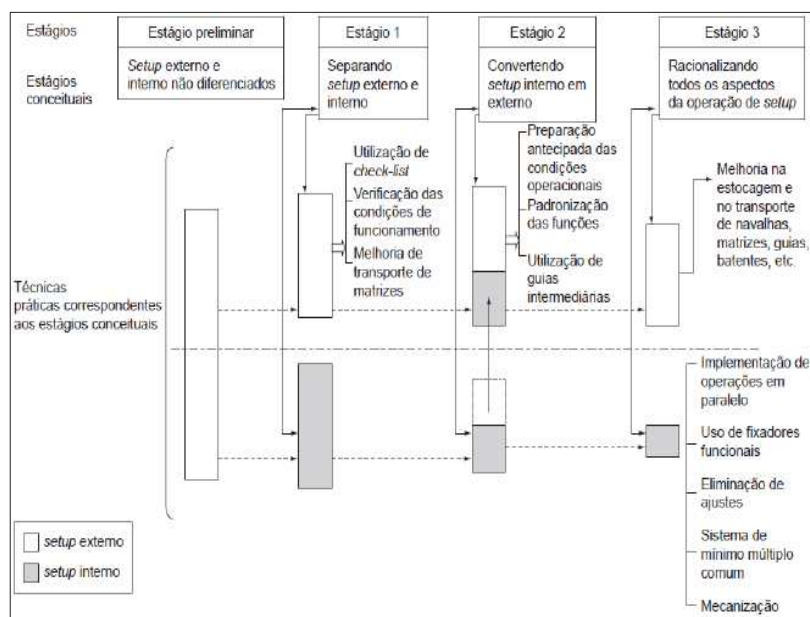 Estágios
Estágio preliminar
Estágio 1
Estágio 2
Estágio 3
Estágios
conceituais
Setup externo e
interno não diferenciados
Separando
setup externo e
interno
Convertendo
setup interno em
externo
Racionalizando
todos os aspectos
da operação de setup
Técnicas
práticas correspondentes
aos estágios conceituais
Utilização de
check-list
Verificação das
condições de
funcionamento
Melhoria de
transporte de
matrizes
Preparação
antecipada das
condições
operacionais
Padronização
das funções
Utilização de
guias
intermediárias
Melhoria na
estocagem e
no transporte
de navalhas,
matrizes, guias,
batentes, etc.
Implementação de
operações em
paralelo
Uso de fixadores
funcionais
Eliminação de
ajustes
Sistema de
mínimo múltiplo
comum
Mecanização
setup externo
setup interno